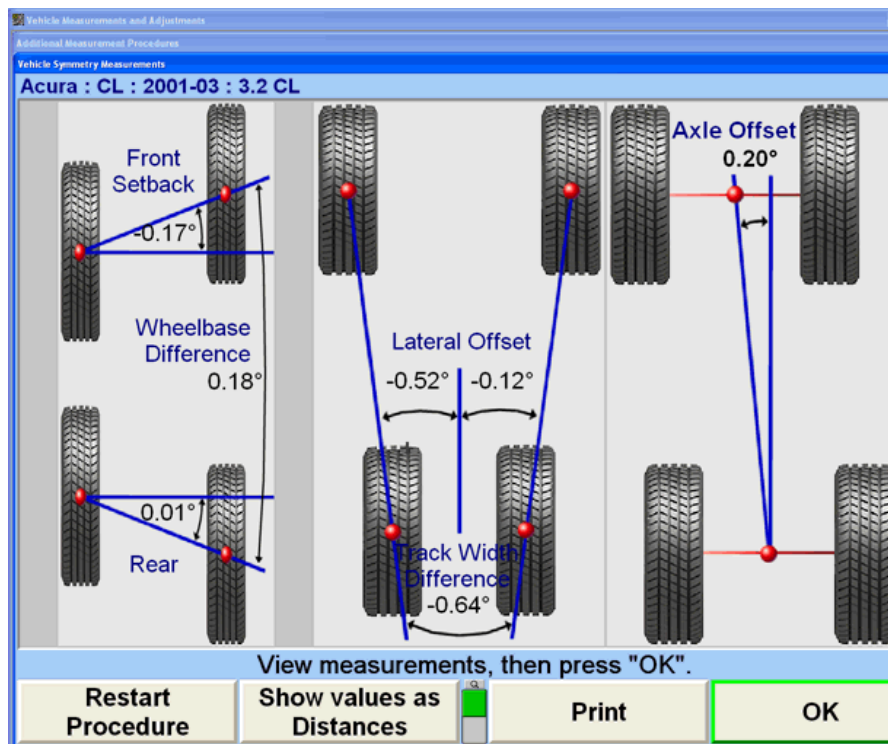 Vehicle Measurements and Adjustments
Additional Measurement Procedures
Vehicle Symmetry Measurements
Acura : CL : 2001-03 : 3.2 CL
Front
Setback
-0.17°
Wheelbase
Difference
0.18°
0.01°
Rear
Lateral Offset
-0.52°
-0.12°
Track Width
Difference
-0.64°
Axle Offset
0.20°
View measurements, then press "OK".
Restart
Procedure
Show values as
Distances
Print
OK